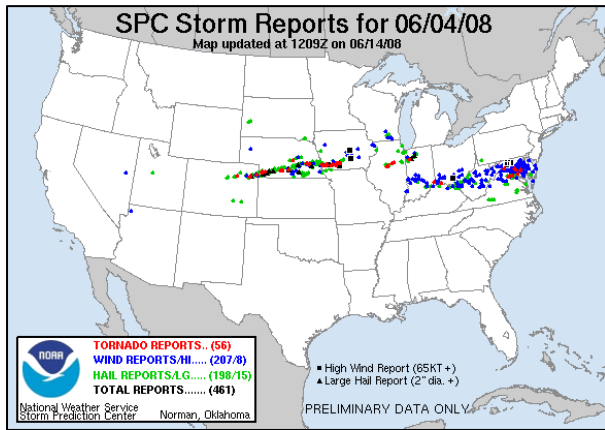 SPC Storm Reports for 06/04/08
Map updated at 1209Z on 06/14/08
TORNADO REPORTS.. (56)
WIND REPORTS/HI..... (207/8)
HAIL REPORTS/LG..... (198/15)
TOTAL REPORTS....... (461)
NOAA
National Weather Service
Storm Prediction Center Norman, Oklahoma
■ High Wind Report (65KT +)
▲ Large Hail Report (2" dia. +)
PRELIMINARY DATA ONLY